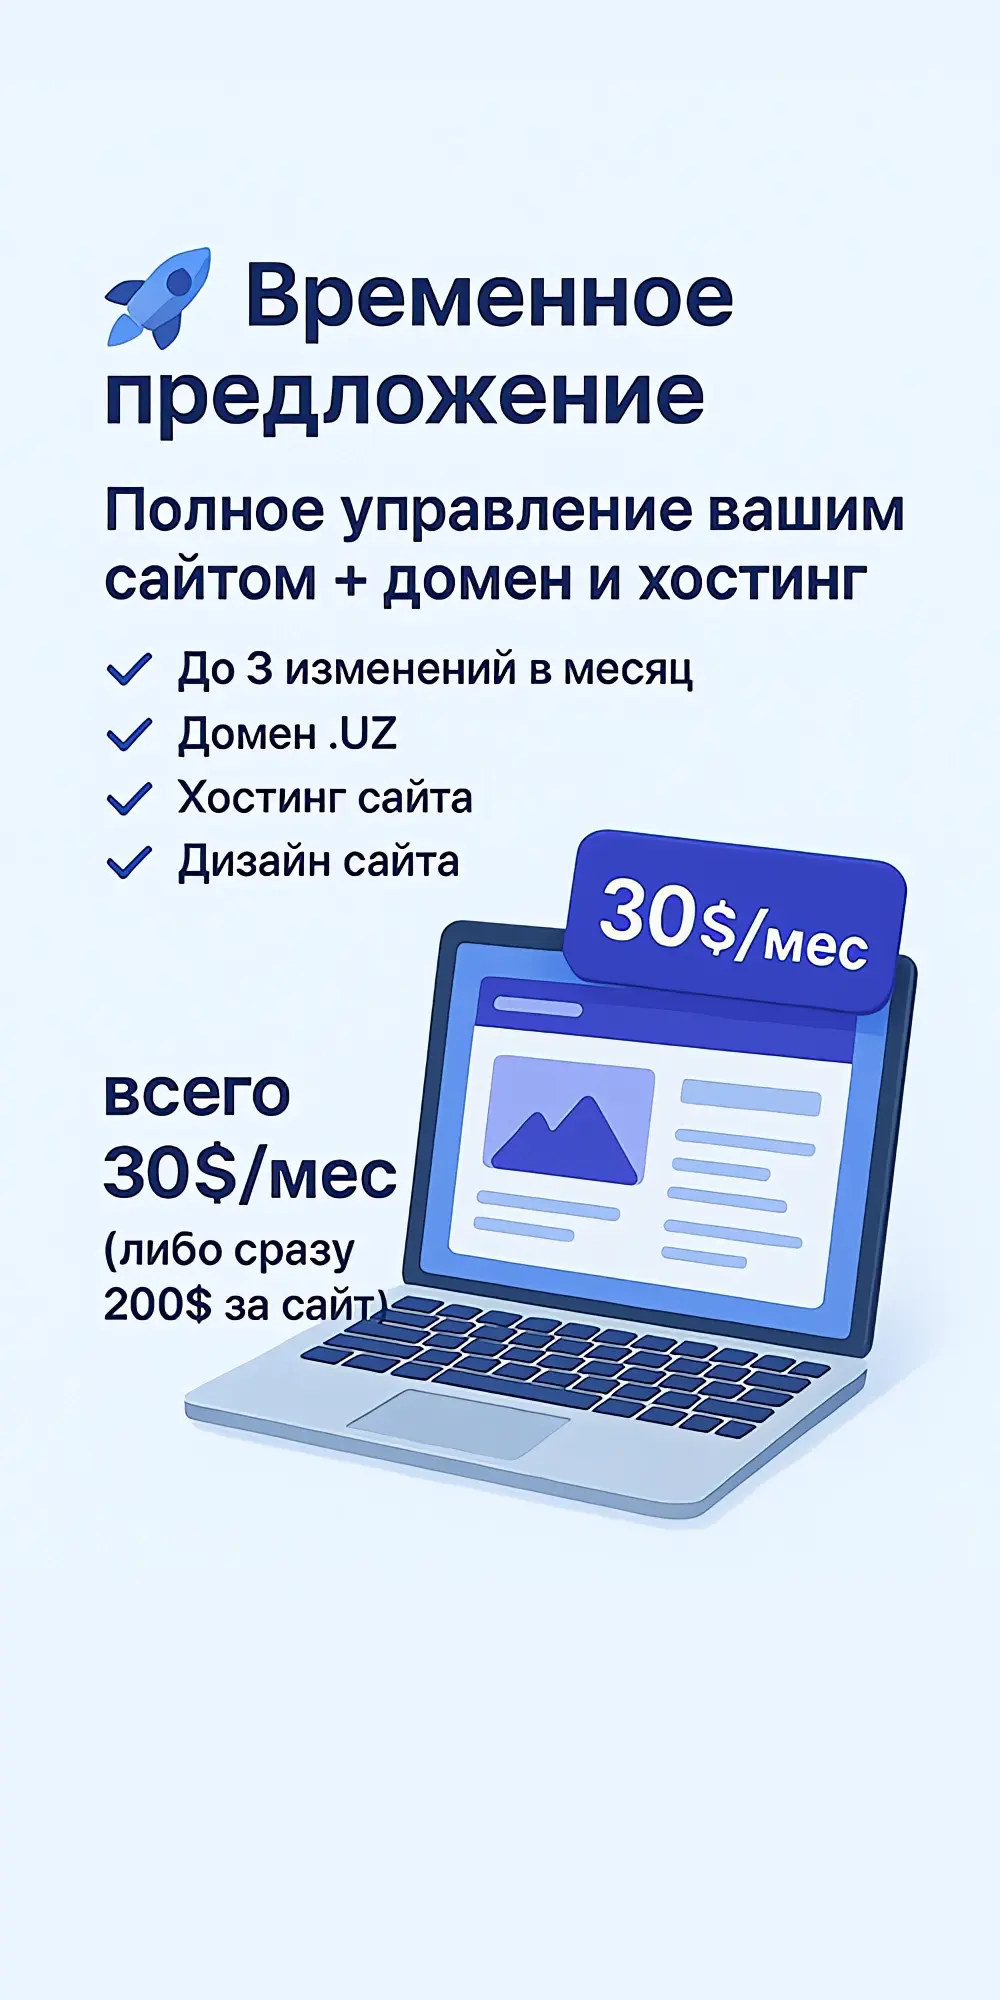 Временное
предложение
Полное управление вашим
сайтом + домен и хостинг
До 3 изменений в месяц
Домен .UZ
Хостинг сайта
Дизайн сайта
30$/мес
всего
30$/мес
(либо сразу
200$ за сайт)